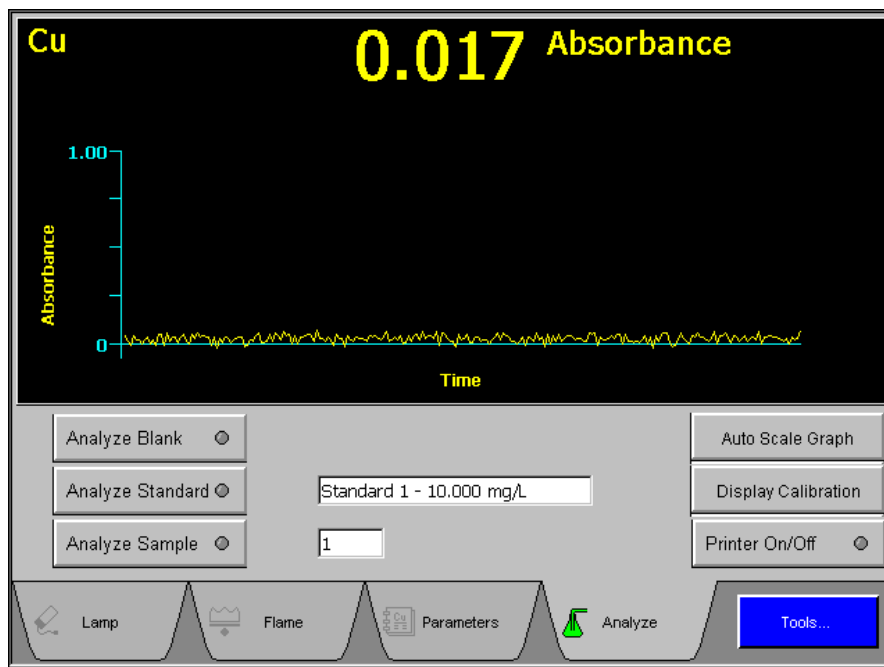 Cu
0.017 Absorbance
1.00
Absorbance
0
Time
Analyze Blank
Auto Scale Graph
Analyze Standard
Standard 1 - 10.000 mg/L
Display Calibration
Analyze Sample
1
Printer On/Off
Lamp
Flame
Cu
Parameters
Analyze
Tools...